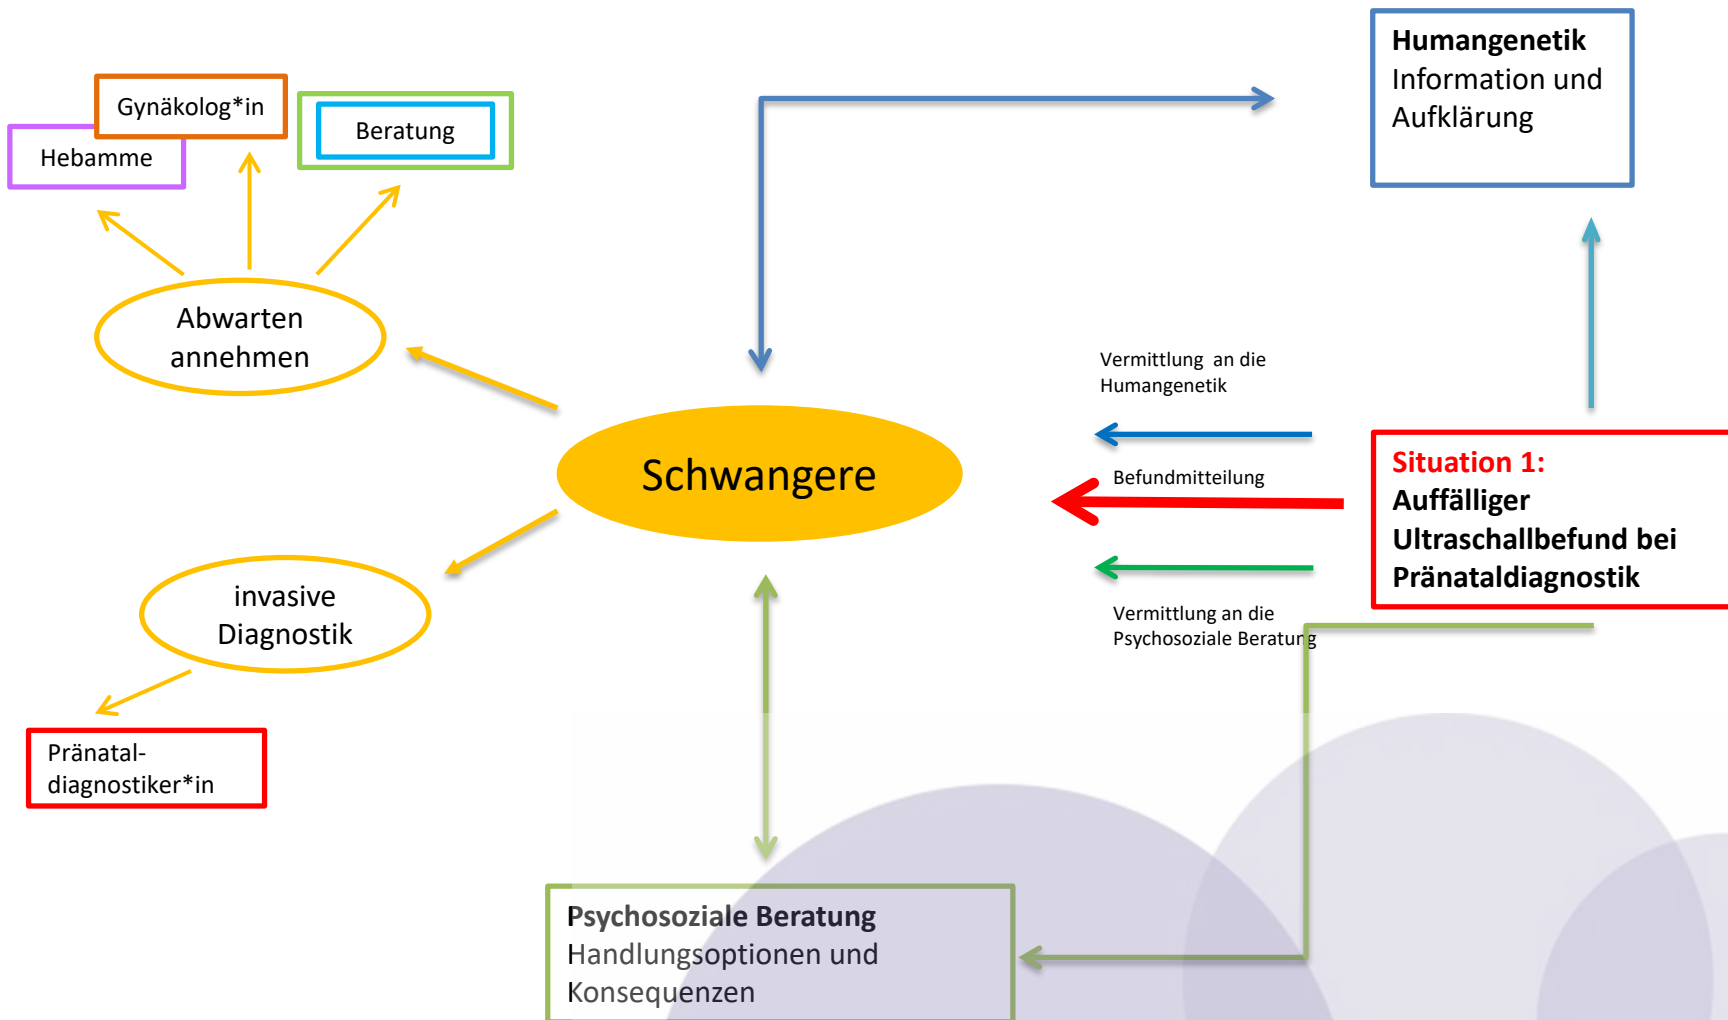 Humangenetik
Information und
Aufklärung
Gynäkolog*in
Beratung
Hebamme
Abwarten
annehmen
Vermittlung an die
Humangenetik
Schwangere
Befundmitteilung
Situation 1:
Auffälliger
Ultraschallbefund bei
Pränataldiagnostik
invasive
Diagnostik
Vermittlung an die
Psychosoziale Beratung
Pränatal-
diagnostiker*in
Psychosoziale Beratung
Handlungsoptionen und
Konsequenzen